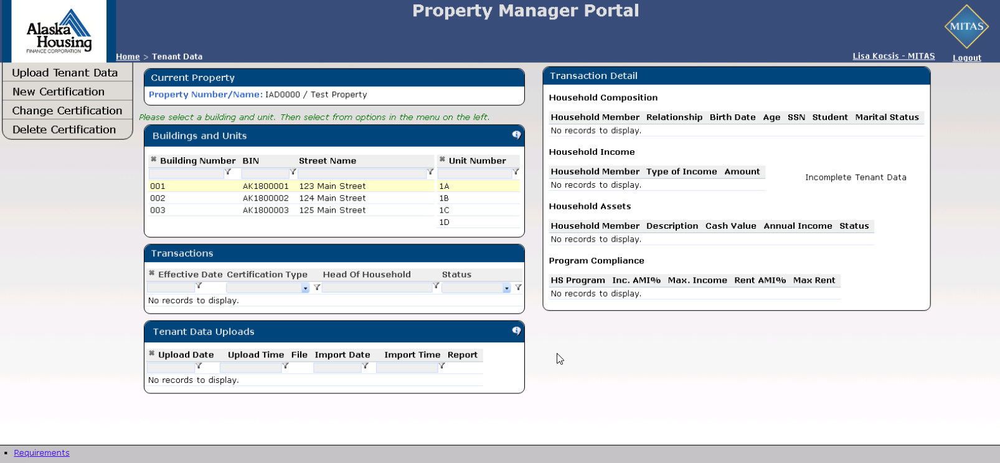 Property Manager Portal
Alaska
Housing
FINANCE CORPORATION
MITAS
Home > Tenant Data
Lisa Kocsis - MITAS
Logout
Upload Tenant Data
New Certification
Change Certification
Delete Certification
Current Property
Property Number/Name: IAD0000 / Test Property
Please select a building and unit. Then select from options in the menu on the left.
Buildings and Units
Building Number BIN Street Name Unit Number
001 AK1800001 123 Main Street 1A
002 AK1800002 124 Main Street 1B
003 AK1800003 125 Main Street 1C
1D
Transactions
Effective Date Certification Type Head Of Household Status
No records to display.
Tenant Data Uploads
Upload Date Upload Time File Import Date Import Time Report
No records to display.
Transaction Detail
Household Composition
Household Member Relationship Birth Date Age SSN Student Marital Status
No records to display.
Household Income
Household Member Type of Income Amount
No records to display.
Incomplete Tenant Data
Household Assets
Household Member Description Cash Value Annual Income Status
No records to display.
Program Compliance
HS Program Inc. AMI% Max. Income Rent AMI% Max Rent
No records to display.
Requirements